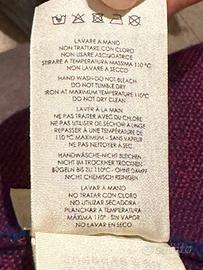 LAVARE A MANO
NON TRATTARE CON CLORO
NON USARE ASCIUGATRICE
STIRARE A TEMPERATURA MASSIMA 110°C
NON LAVARE A SECCO
HAND WASH-DO NOT BLEACH
DO NOT TUMBLE DRY
IRON AT MAXIMUM TEMPERATURE 110°C
DO NOT DRY CLEAN
LAVER À LA MAIN
NE PAS TRAITER AVEC DU CHLORE
NE PAS UTILISER DE SÉCHOIR À LINGE
REPASSER À UNE TEMPÉRATURE
DE 110°C MAXIMUM - SANS VAPEUR
NE PAS NETTOYER À SEC
HANDWÄSCHE-NICHT BLEICHEN
IM TROCKNER TROCKNEN
BÜGELN BIS ZU 110°C - OHNE DAMPF
NICHT CHEMISCH REINIGEN
LAVAR A MANO
NO TRATAR CON CLORO
NO UTILIZAR SECADORA
PLANCHAR A TEMPERATURA
MÁXIMA 110° - SIN VAPOR
NO LAVAR EN SECO